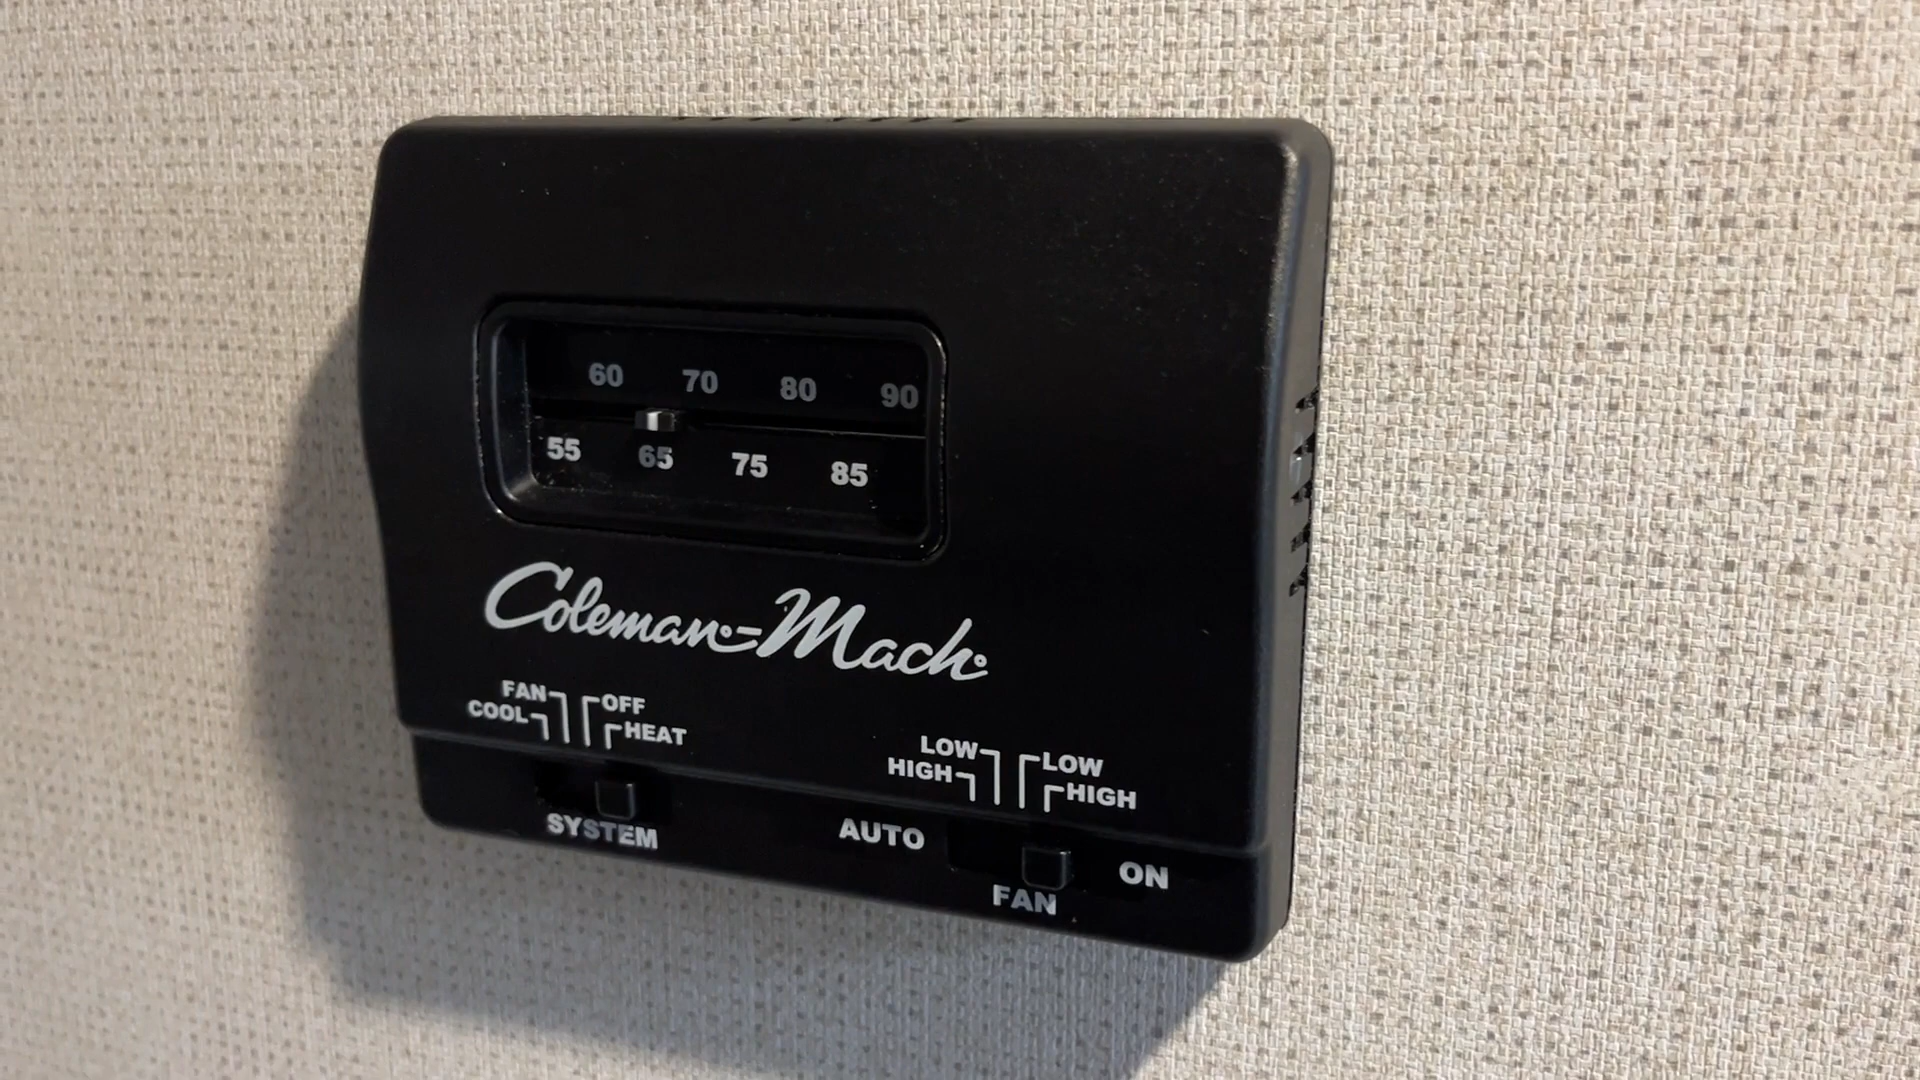 60 70 80 90
55 65 75 85
Coleman-Mach
FAN OFF
COOL HEAT
LOW LOW
HIGH HIGH
SYSTEM
AUTO ON
FAN